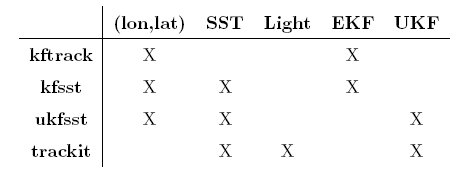 (lon,lat) SST Light EKF UKF
kftrack X X
kfsst X X X
ukfsst X X X
trackit X X X